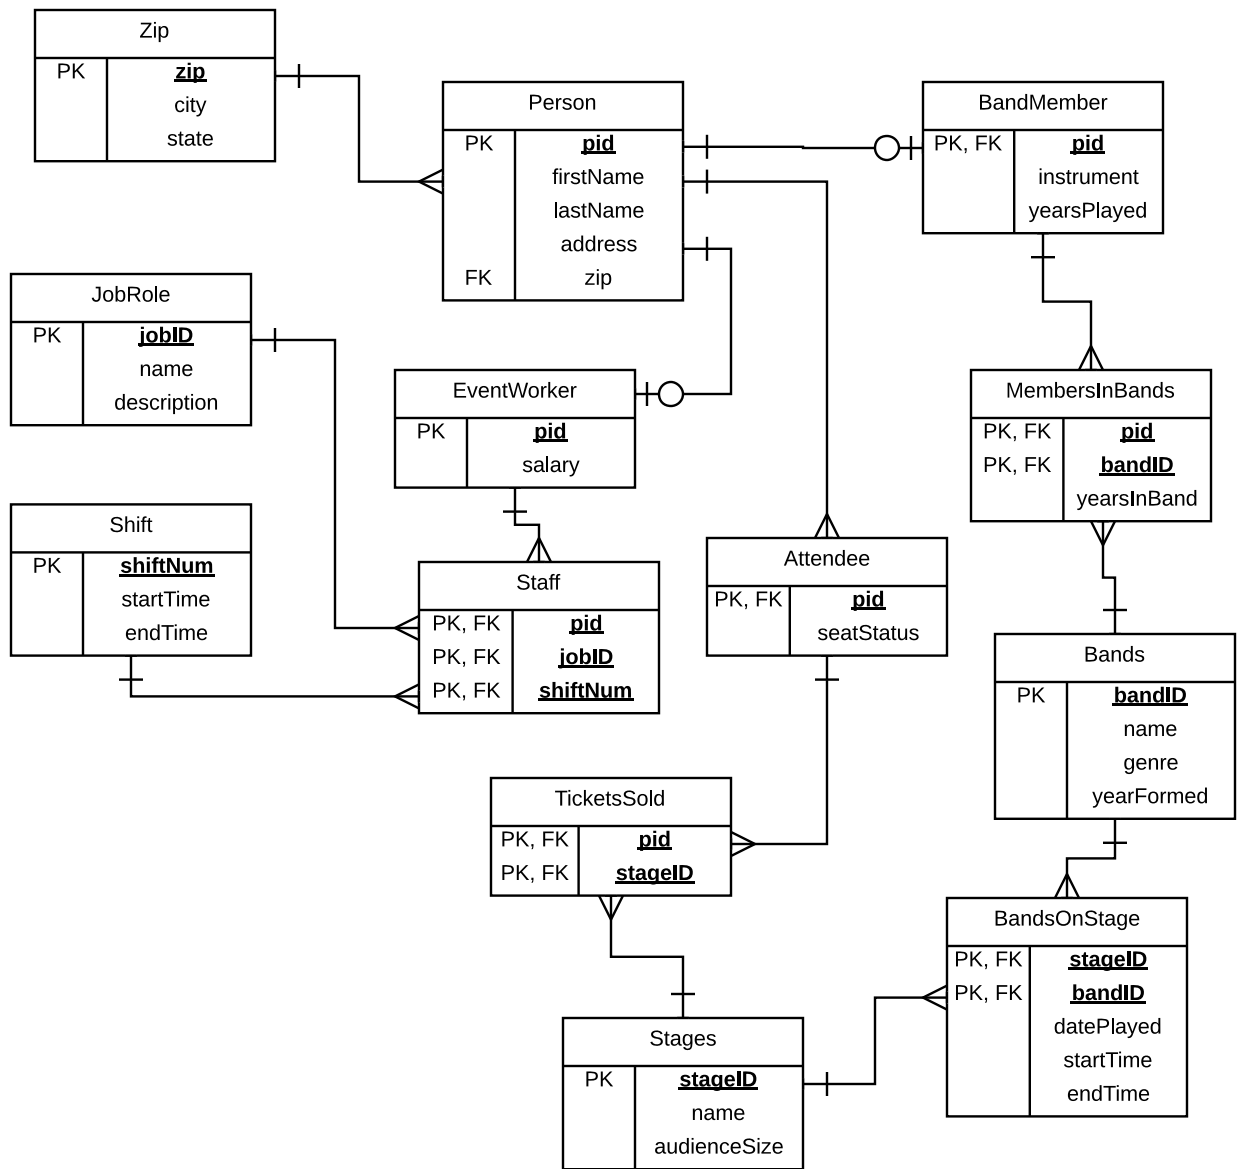 Zip
PK zip
city
state
Person
PK pid
firstName
lastName
address
FK zip
BandMember
PK, FK pid
instrument
yearsPlayed
JobRole
PK jobID
name
description
EventWorker
PK pid
salary
MembersInBands
PK, FK pid
PK, FK bandID
yearsInBand
Shift
PK shiftNum
startTime
endTime
Staff
PK, FK pid
PK, FK jobID
PK, FK shiftNum
Attendee
PK, FK pid
seatStatus
Bands
PK bandID
name
genre
yearFormed
TicketsSold
PK, FK pid
PK, FK stageID
BandsOnStage
PK, FK stageID
PK, FK bandID
datePlayed
startTime
endTime
Stages
PK stageID
name
audienceSize